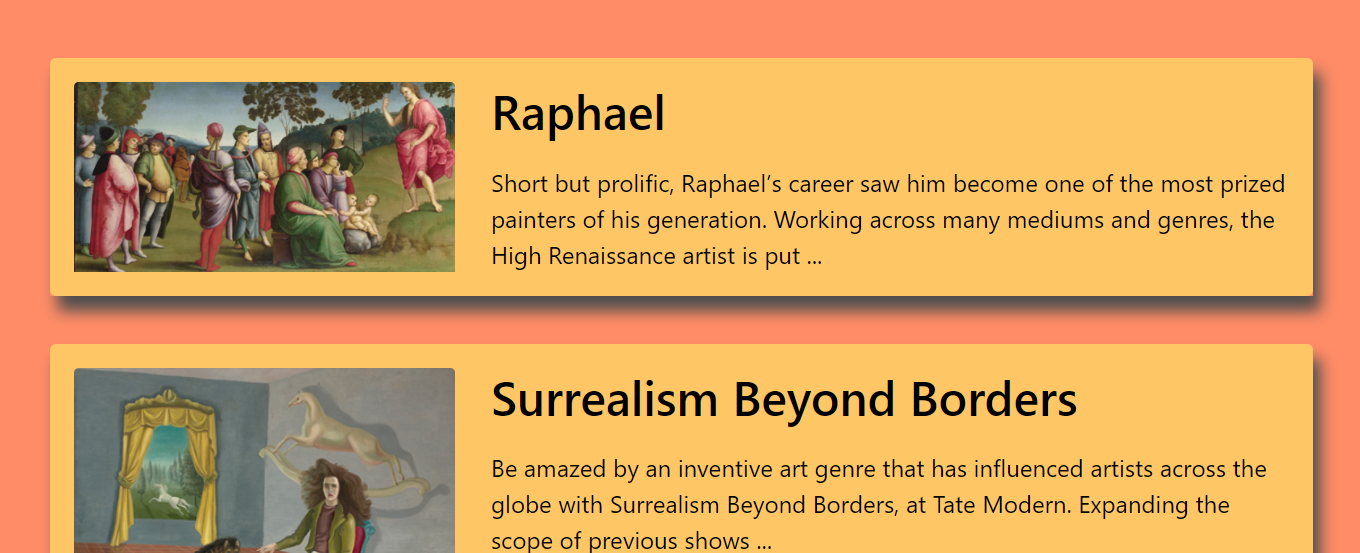 Raphael
Short but prolific, Raphael’s career saw him become one of the most prized
painters of his generation. Working across many mediums and genres, the
High Renaissance artist is put ...
Surrealism Beyond Borders
Be amazed by an inventive art genre that has influenced artists across the
globe with Surrealism Beyond Borders, at Tate Modern. Expanding the
scope of previous shows ...